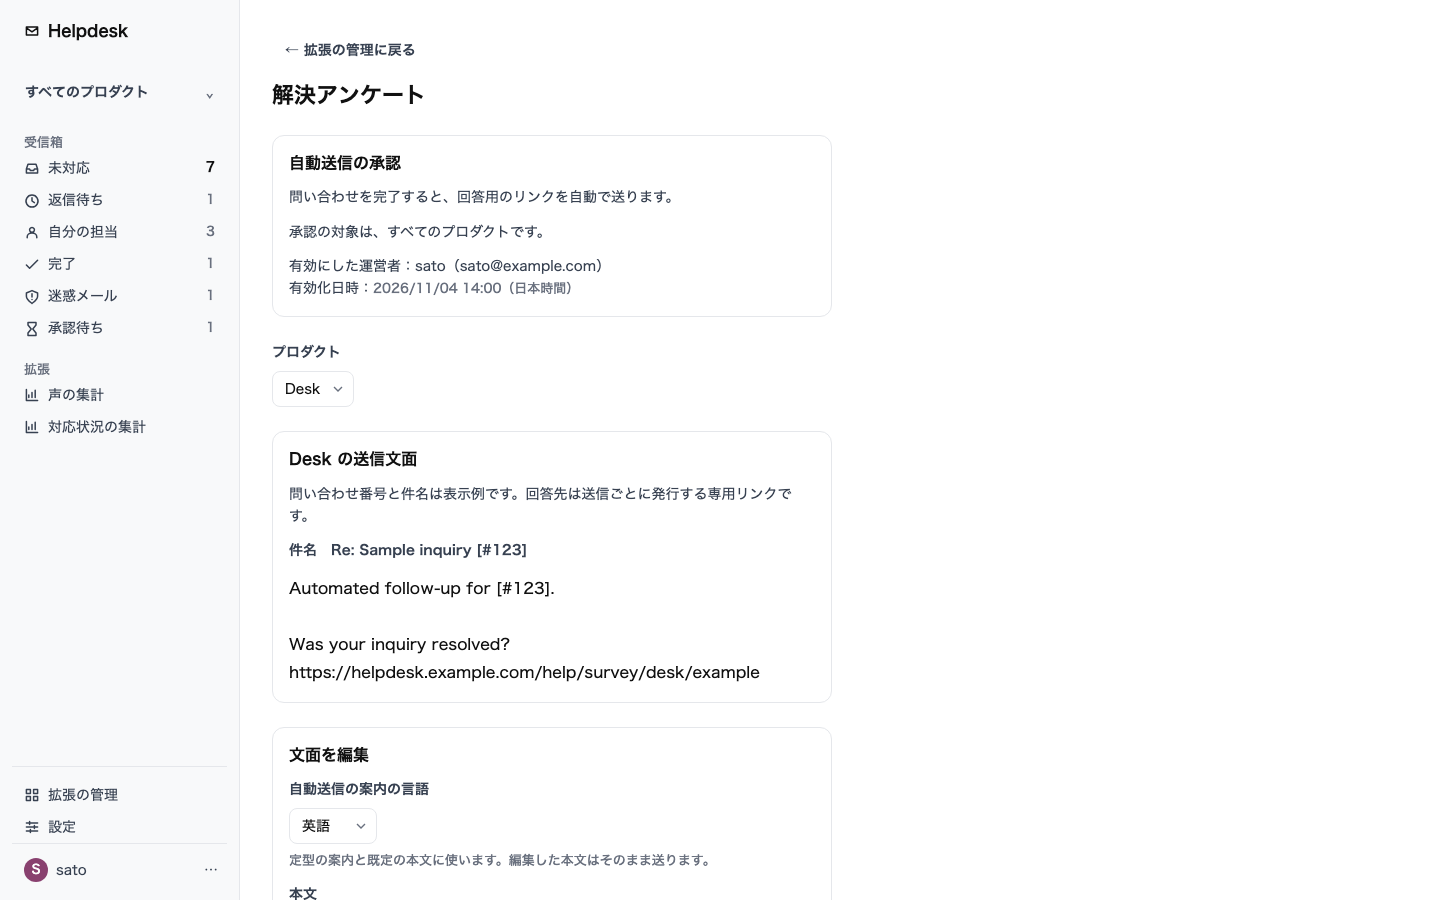 Helpdesk
すべてのプロダクト
受信箱
未対応 7
返信待ち 1
自分の担当 3
完了 1
迷惑メール 1
承認待ち 1
拡張
声の集計
対応状況の集計
拡張の管理
設定
S sato ...
← 拡張の管理に戻る
解決アンケート
自動送信の承認
問い合わせを完了すると、回答用のリンクを自動で送ります。
承認の対象は、すべてのプロダクトです。
有効にした運営者：sato（sato@example.com）
有効化日時：2026/11/04 14:00（日本時間）
プロダクト
Desk
Desk の送信文面
問い合わせ番号と件名は表示例です。回答先は送信ごとに発行する専用リンクで
す。
件名 Re: Sample inquiry [#123]
Automated follow-up for [#123].
Was your inquiry resolved?
https://helpdesk.example.com/help/survey/desk/example
文面を編集
自動送信の案内の言語
英語
定型の案内と既定の本文に使います。編集した本文はそのまま送ります。
本文